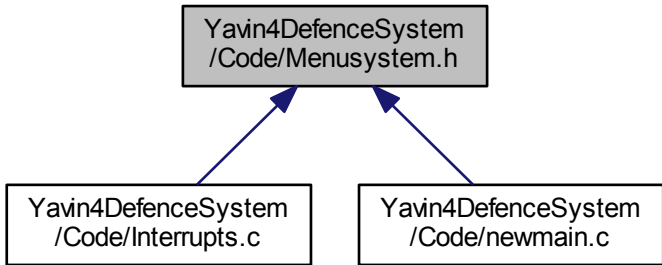 Yavin4DefenceSystem
/Code/Menusystem.h
Yavin4DefenceSystem
/Code/Interrupts.c
Yavin4DefenceSystem
/Code/newmain.c